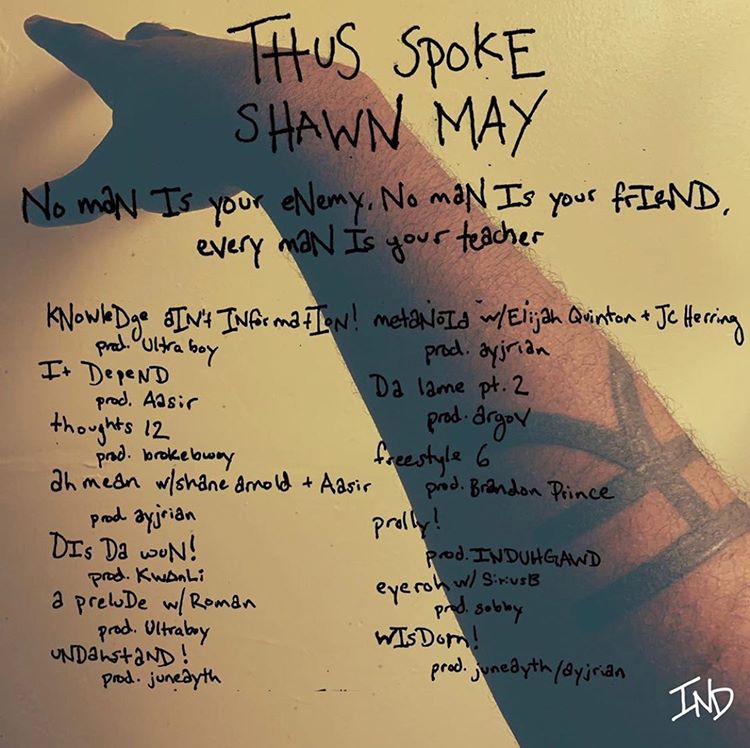 THUS SPOKE
SHAWN MAY
No maN Is your eNemy, No maN Is your frIeND,
every maN Is your teacher
KNowleDge aIN't INformatIoN!
prod. Ultra boy
It DepeND
prod. Aasir
thoughts 12
prod. brokebwoy
ah mean w/shane arnold + Aasir
prod ayjrian
DIs Da woN!
prod. KwanLi
a preluDe w/Roman
prod. Ultraboy
uNDahstaND!
prod. juneayth
metaNoIa w/Elijah Quinton + Jc Herring
prod. ayjrian
Da lame pt. 2
prod. argov
freestyle 6
prod. Brandon Prince
prolly!
prod. INDUHGAWD
eyeroh w/ SiriusB
prod. sobby
wIsDom!
prod. juneayth/ayjrian
IND